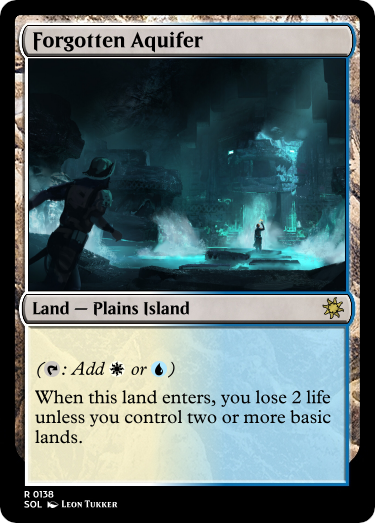 Forgotten Aquifer
Land — Plains Island
(: Add or )
When this land enters, you lose 2 life
unless you control two or more basic
lands.
R 0138
SOL Leon Tukker